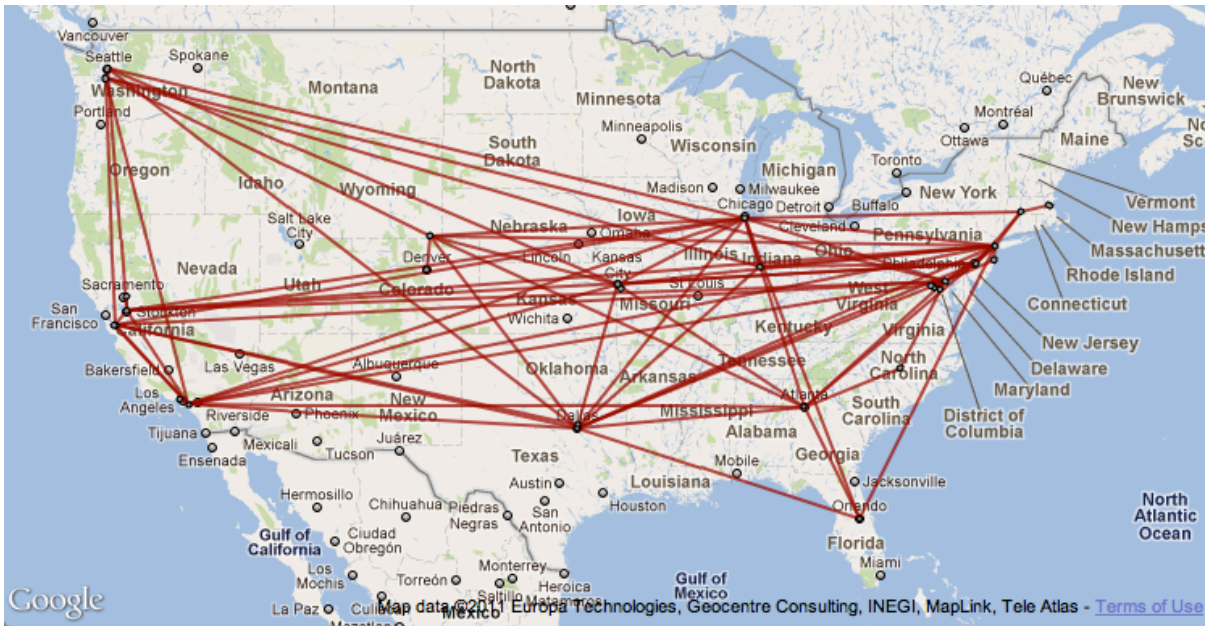 Vancouver
Seattle
Spokane
Washington
Portland
Oregon
Idaho
Montana
North
Dakota
Minnesota
Minneapolis
South
Dakota
Wisconsin
Michigan
Ottawa
Montréal
Québec
New
Brunswick
Maine
Toronto
New York
Vermont
New Hamps
Massachusett
Rhode Island
Connecticut
New Jersey
Delaware
Maryland
District of
Columbia
Madison
Milwaukee
Chicago
Detroit
Buffalo
Cleveland
Pennsylvania
Philadelphia
Wyoming
Nebraska
Iowa
Omaha
Lincoln
Salt Lake
City
Nevada
Utah
Denver
Colorado
Kansas
City
Kansas
Missouri
St Louis
Illinois
Indiana
Ohio
West
Virginia
Virginia
Kentucky
Sacramento
San
Francisco
Stockton
California
Bakersfield
Las Vegas
Los
Angeles
Riverside
Arizona
Phoenix
Albuquerque
New
Mexico
Wichita
Oklahoma
Arkansas
Tennessee
North
Carolina
South
Carolina
Atlanta
Mississippi
Alabama
Georgia
Dallas
Texas
Louisiana
Mobile
Jacksonville
Orlando
Florida
Miami
Tijuana
Mexicali
Ensenada
Tucson
Juárez
Austin
San
Antonio
Houston
Hermosillo
Chihuahua
Piedras
Negras
Ciudad
Obregón
Gulf of
California
Los
Mochis
Torreón
Monterrey
Saltillo
Heroica
Matamoros
La Paz
México
Gulf of
Mexico
North
Atlantic
Ocean
Google
Map data ©2011 Europa Technologies, Geocentre Consulting, INEGI, MapLink, Tele Atlas - Terms of Use